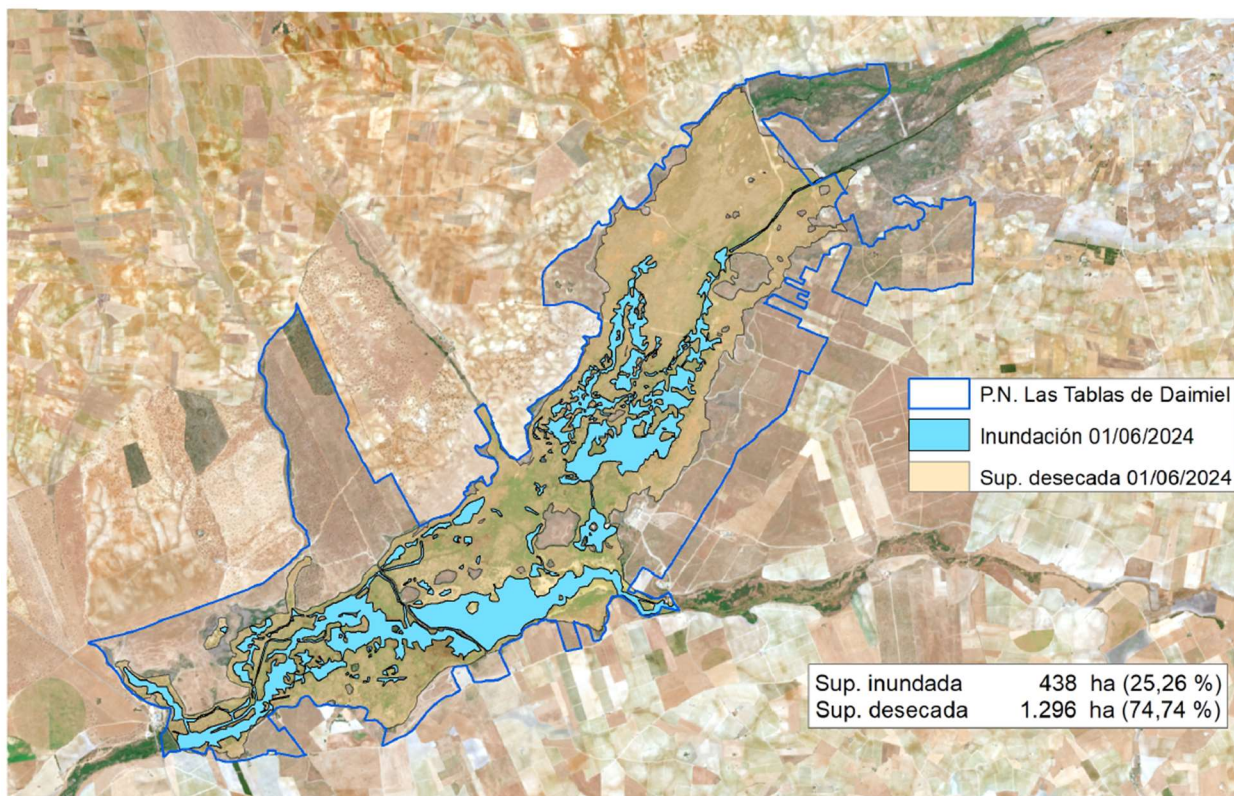 P.N. Las Tablas de Daimiel
Inundación 01/06/2024
Sup. desecada 01/06/2024
Sup. inundada 438 ha (25,26 %)
Sup. desecada 1.296 ha (74,74 %)